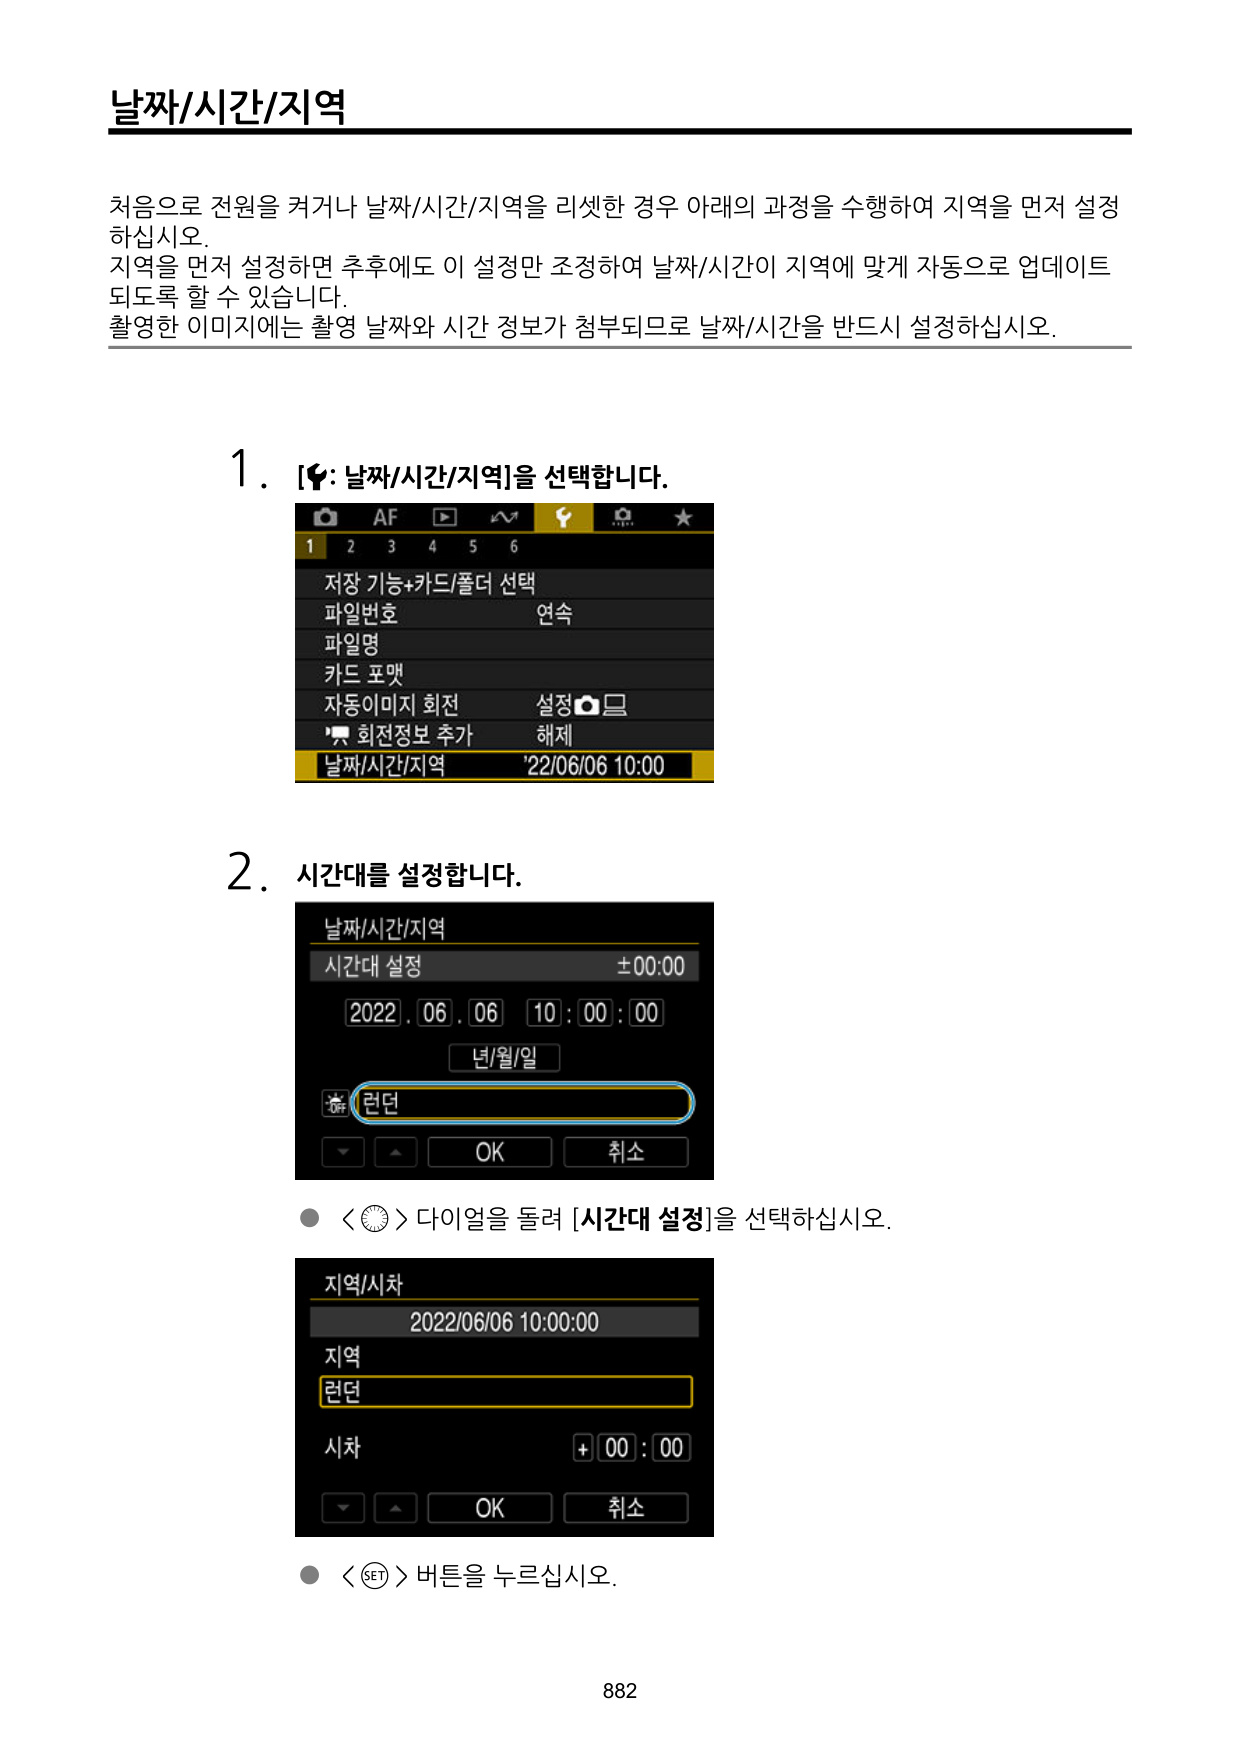 날짜/시간/지역
처음으로 전원을 켜거나 날짜/시간/지역을 리셋한 경우 아래의 과정을 수행하여 지역을 먼저 설정
하십시오.
지역을 먼저 설정하면 추후에도 이 설정만 조정하여 날짜/시간이 지역에 맞게 자동으로 업데이트
되도록 할 수 있습니다.
촬영한 이미지에는 촬영 날짜와 시간 정보가 첨부되므로 날짜/시간을 반드시 설정하십시오.
1. [: 날짜/시간/지역]을 선택합니다.
AF
1 2 3 4 5 6
저장 기능+카드/폴더 선택
파일번호 연속
파일명
카드 포맷
자동이미지 회전 설정
회전정보 추가 해제
날짜/시간/지역 '22/06/06 10:00
2. 시간대를 설정합니다.
날짜/시간/지역
시간대 설정 ±00:00
2022 . 06 . 06 10 : 00 : 00
년/월/일
OFF 런던
OK 취소
● < > 다이얼을 돌려 [시간대 설정]을 선택하십시오.
지역/시차
2022/06/06 10:00:00
지역
런던
시차 + 00 : 00
OK 취소
● < SET > 버튼을 누르십시오.
882